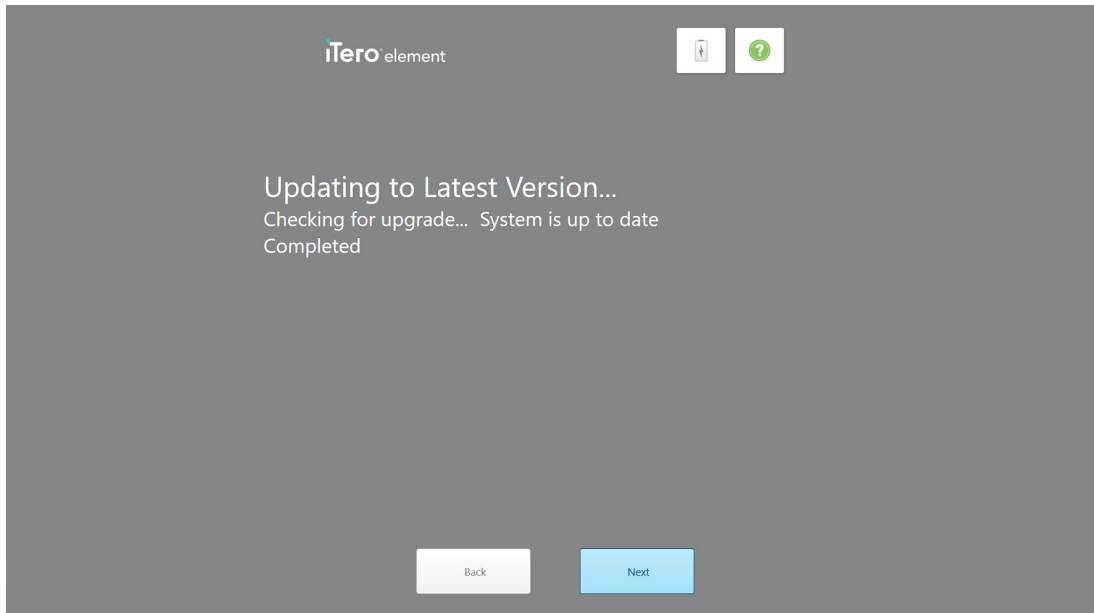 iTero element
?
Updating to Latest Version...
Checking for upgrade... System is up to date
Completed
Back
Next